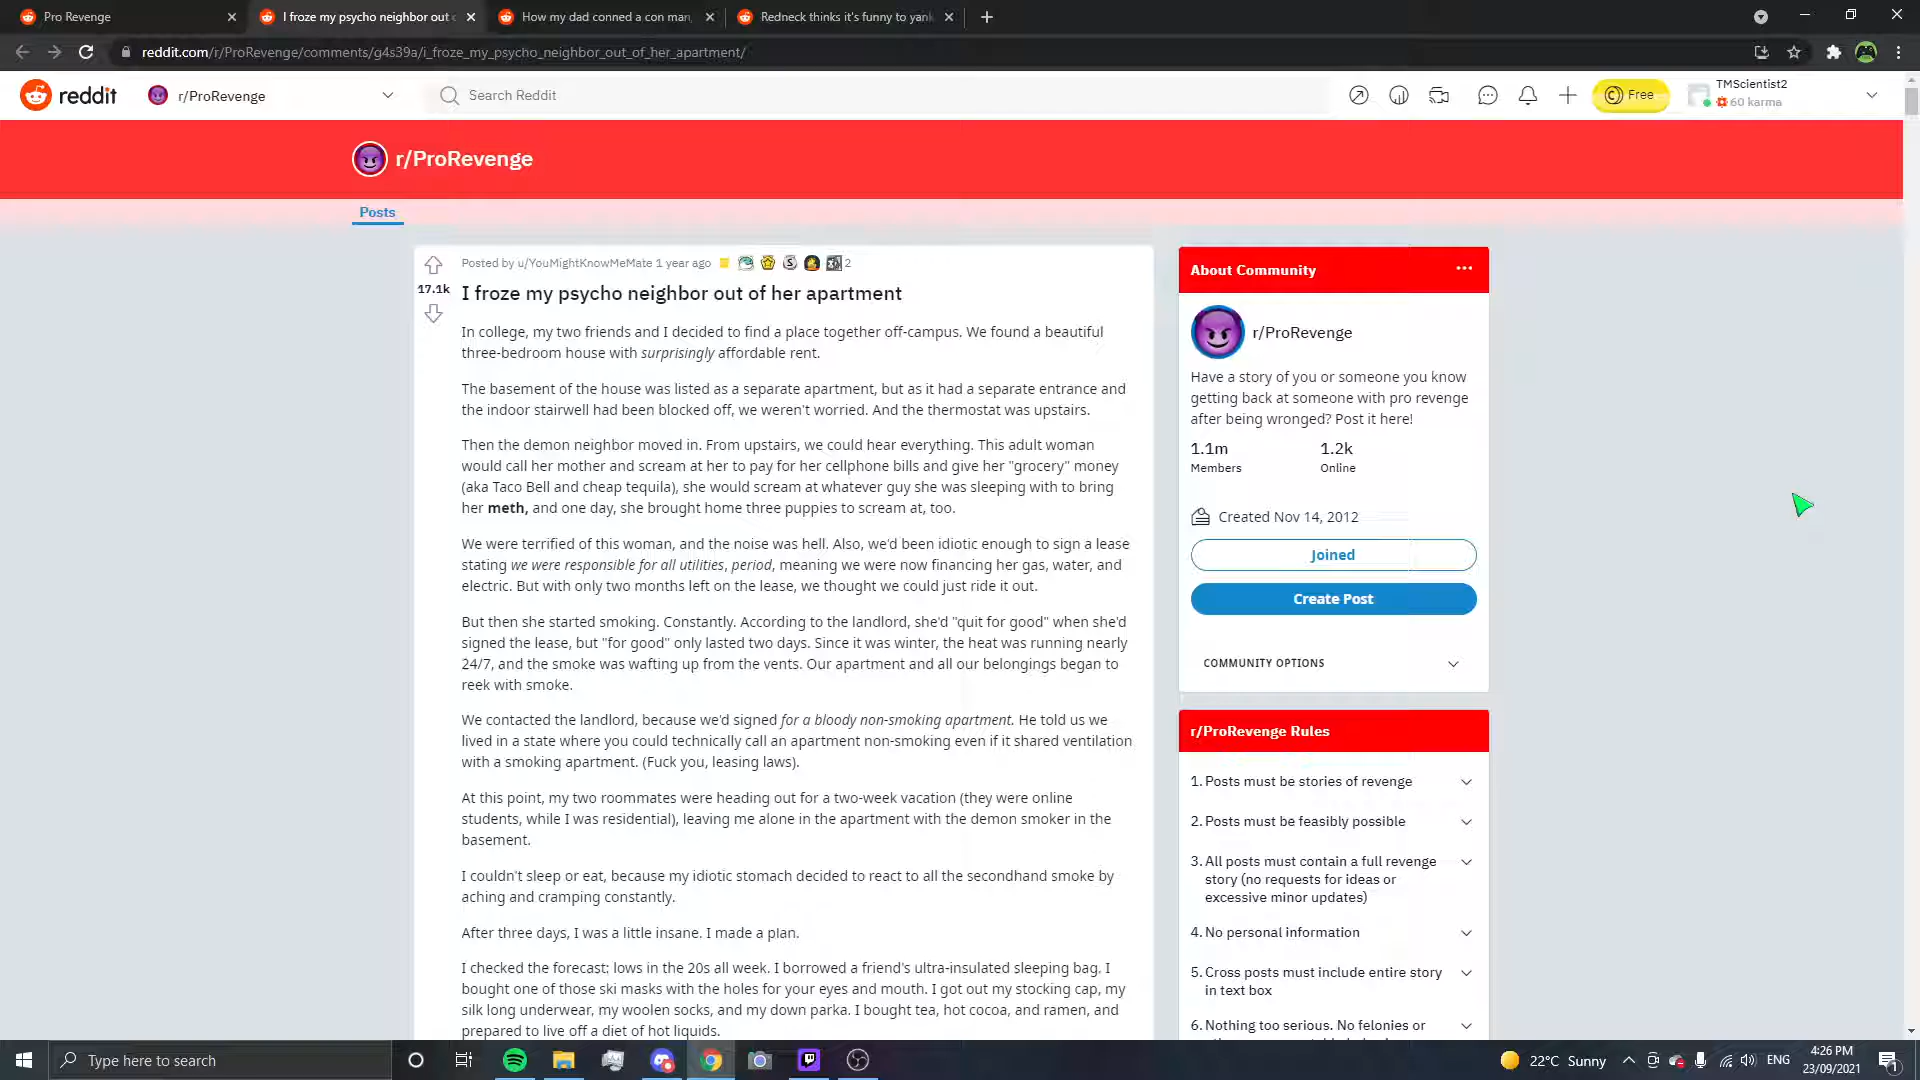 Pro Revenge
I froze my psycho neighbor out o
How my dad conned a con man,
Redneck thinks it's funny to yank
reddit.com/r/ProRevenge/comments/g4s39a/i_froze_my_psycho_neighbor_out_of_her_apartment/
reddit
r/ProRevenge
Search Reddit
Free
TMScientist2
60 karma
r/ProRevenge
Posts
Posted by u/YouMightKnowMeMate 1 year ago
2
17.1k
I froze my psycho neighbor out of her apartment
In college, my two friends and I decided to find a place together off-campus. We found a beautiful
three-bedroom house with surprisingly affordable rent.
The basement of the house was listed as a separate apartment, but as it had a separate entrance and
the indoor stairwell had been blocked off, we weren't worried. And the thermostat was upstairs.
Then the demon neighbor moved in. From upstairs, we could hear everything. This adult woman
would call her mother and scream at her to pay for her cellphone bills and give her "grocery" money
(aka Taco Bell and cheap tequila), she would scream at whatever guy she was sleeping with to bring
her meth, and one day, she brought home three puppies to scream at, too.
We were terrified of this woman, and the noise was hell. Also, we'd been idiotic enough to sign a lease
stating we were responsible for all utilities, period, meaning we were now financing her gas, water, and
electric. But with only two months left on the lease, we thought we could just ride it out.
But then she started smoking. Constantly. According to the landlord, she'd "quit for good" when she'd
signed the lease, but "for good" only lasted two days. Since it was winter, the heat was running nearly
24/7, and the smoke was wafting up from the vents. Our apartment and all our belongings began to
reek with smoke.
We contacted the landlord, because we'd signed for a bloody non-smoking apartment. He told us we
lived in a state where you could technically call an apartment non-smoking even if it shared ventilation
with a smoking apartment. (Fuck you, leasing laws).
At this point, my two roommates were heading out for a two-week vacation (they were online
students, while I was residential), leaving me alone in the apartment with the demon smoker in the
basement.
I couldn't sleep or eat, because my idiotic stomach decided to react to all the secondhand smoke by
aching and cramping constantly.
After three days, I was a little insane. I made a plan.
I checked the forecast: lows in the 20s all week. I borrowed a friend's ultra-insulated sleeping bag. I
bought one of those ski masks with the holes for your eyes and mouth. I got out my stocking cap, my
silk long underwear, my woolen socks, and my down parka. I bought tea, hot cocoa, and ramen, and
prepared to live off a diet of hot liquids.
About Community
r/ProRevenge
Have a story of you or someone you know
getting back at someone with pro revenge
after being wronged? Post it here!
1.1m
Members
1.2k
Online
Created Nov 14, 2012
Joined
Create Post
COMMUNITY OPTIONS
r/ProRevenge Rules
1. Posts must be stories of revenge
2. Posts must be feasibly possible
3. All posts must contain a full revenge
story (no requests for ideas or
excessive minor updates)
4. No personal information
5. Cross posts must include entire story
in text box
6. Nothing too serious. No felonies or
Type here to search
22°C Sunny
ENG
4:26 PM
23/09/2021
1